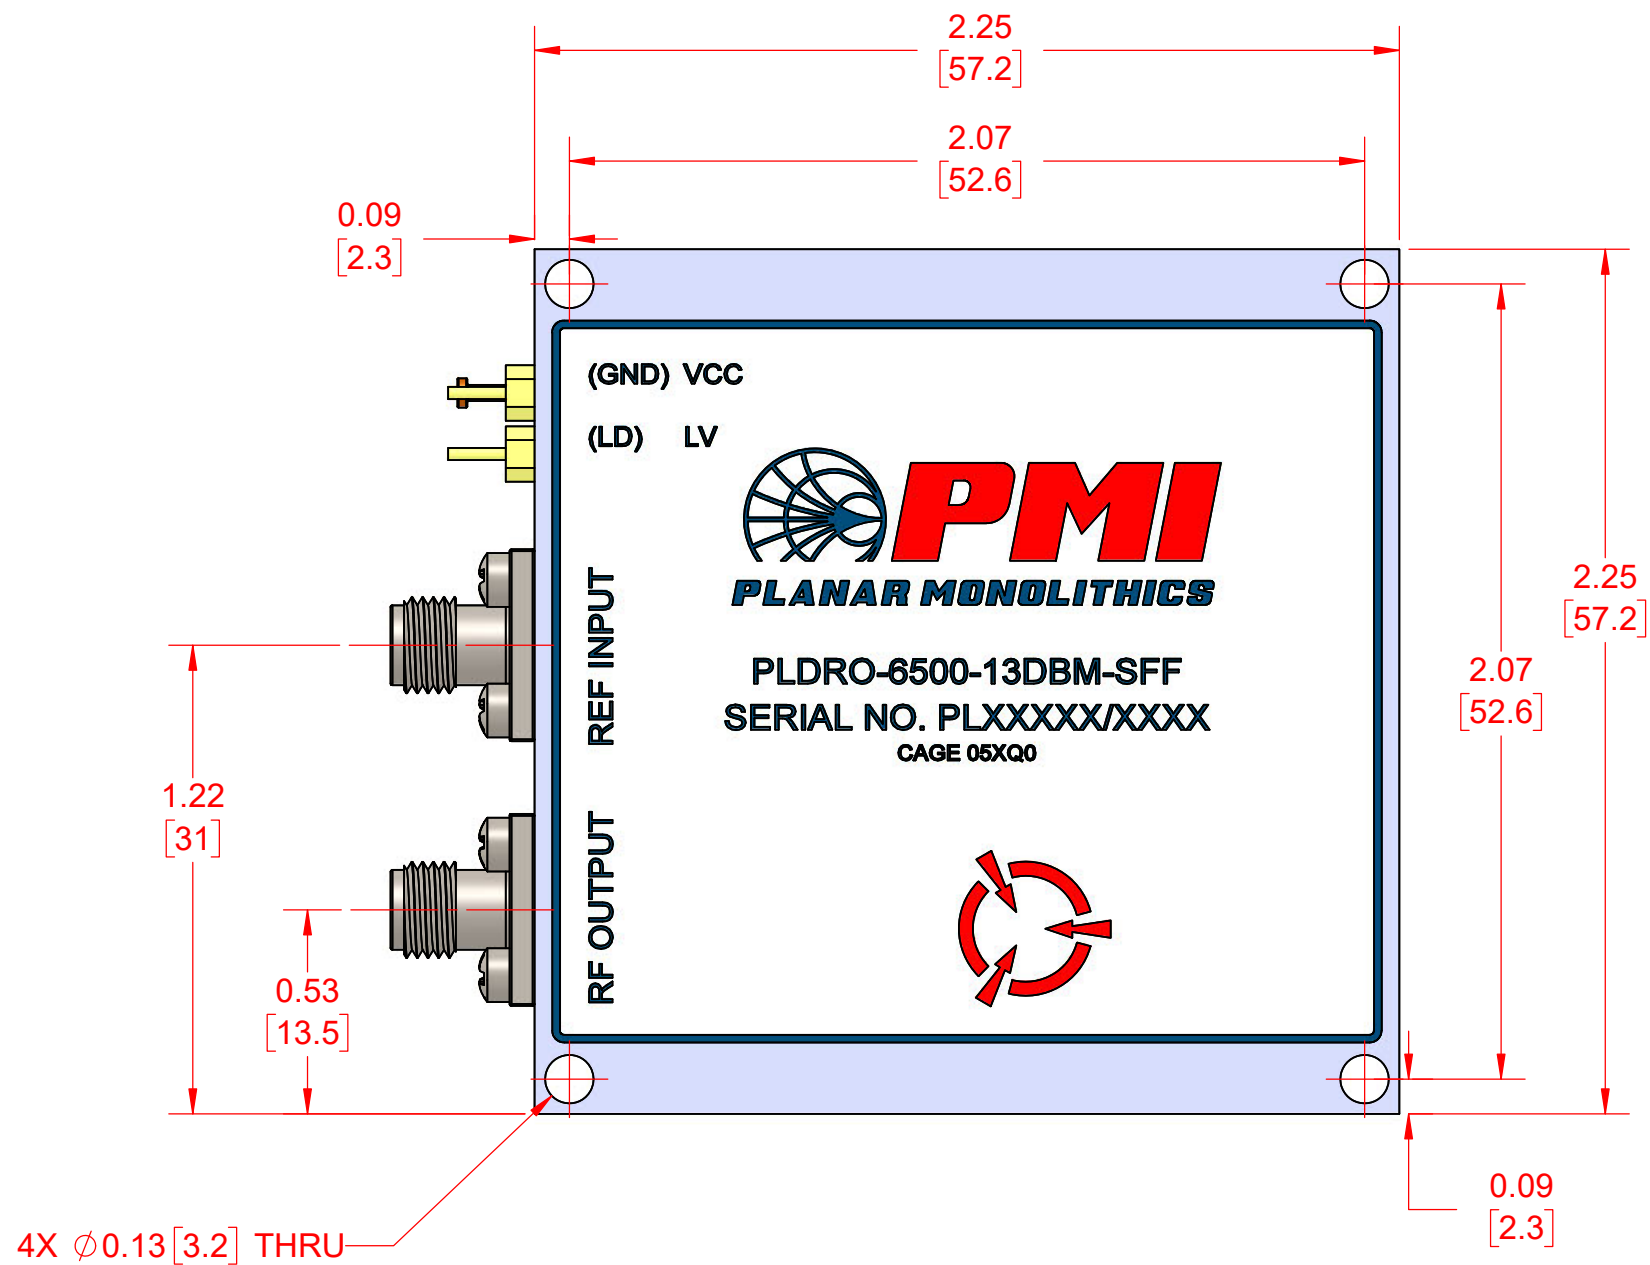 2.25
[57.2]
2.07
[52.6]
0.09
[2.3]
(GND) VCC
(LD) LV
PMI
PLANAR MONOLITHICS
REF INPUT
PLDRO-6500-13DBM-SFF
SERIAL NO. PLXXXXX/XXXX
CAGE 05XQ0
RF OUTPUT
2.25
[57.2]
2.07
[52.6]
1.22
[31]
0.53
[13.5]
0.09
[2.3]
4X ∅0.13[3.2] THRU